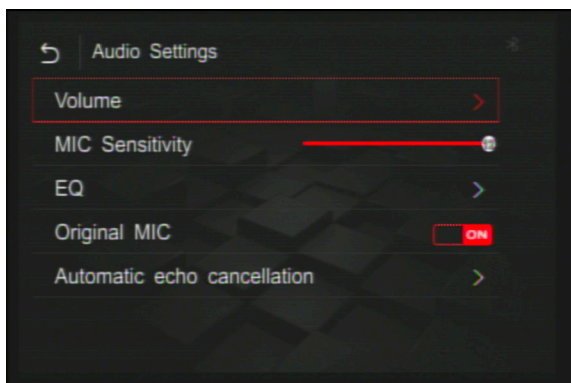 Audio Settings
Volume
MIC Sensitivity
EQ
Original MIC
ON
Automatic echo cancellation